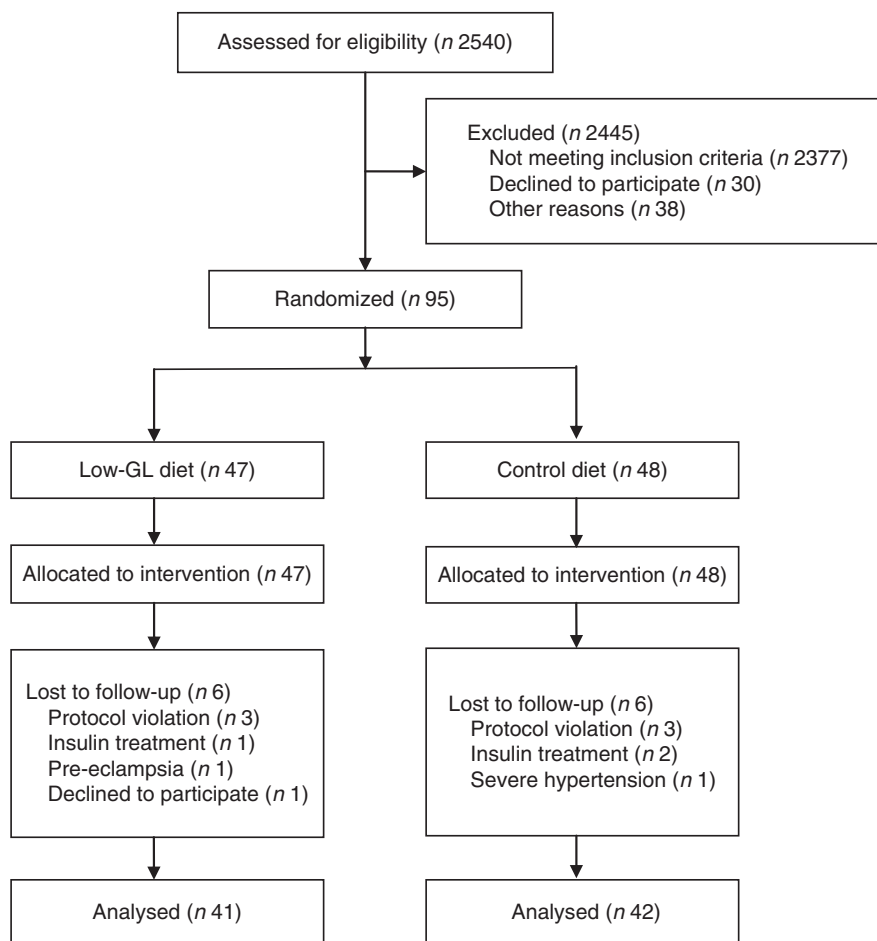 Assessed for eligibility (n 2540)
Excluded (n 2445)
Not meeting inclusion criteria (n 2377)
Declined to participate (n 30)
Other reasons (n 38)
Randomized (n 95)
Low-GL diet (n 47)
Control diet (n 48)
Allocated to intervention (n 47)
Allocated to intervention (n 48)
Lost to follow-up (n 6)
Protocol violation (n 3)
Insulin treatment (n 1)
Pre-eclampsia (n 1)
Declined to participate (n 1)
Lost to follow-up (n 6)
Protocol violation (n 3)
Insulin treatment (n 2)
Severe hypertension (n 1)
Analysed (n 41)
Analysed (n 42)